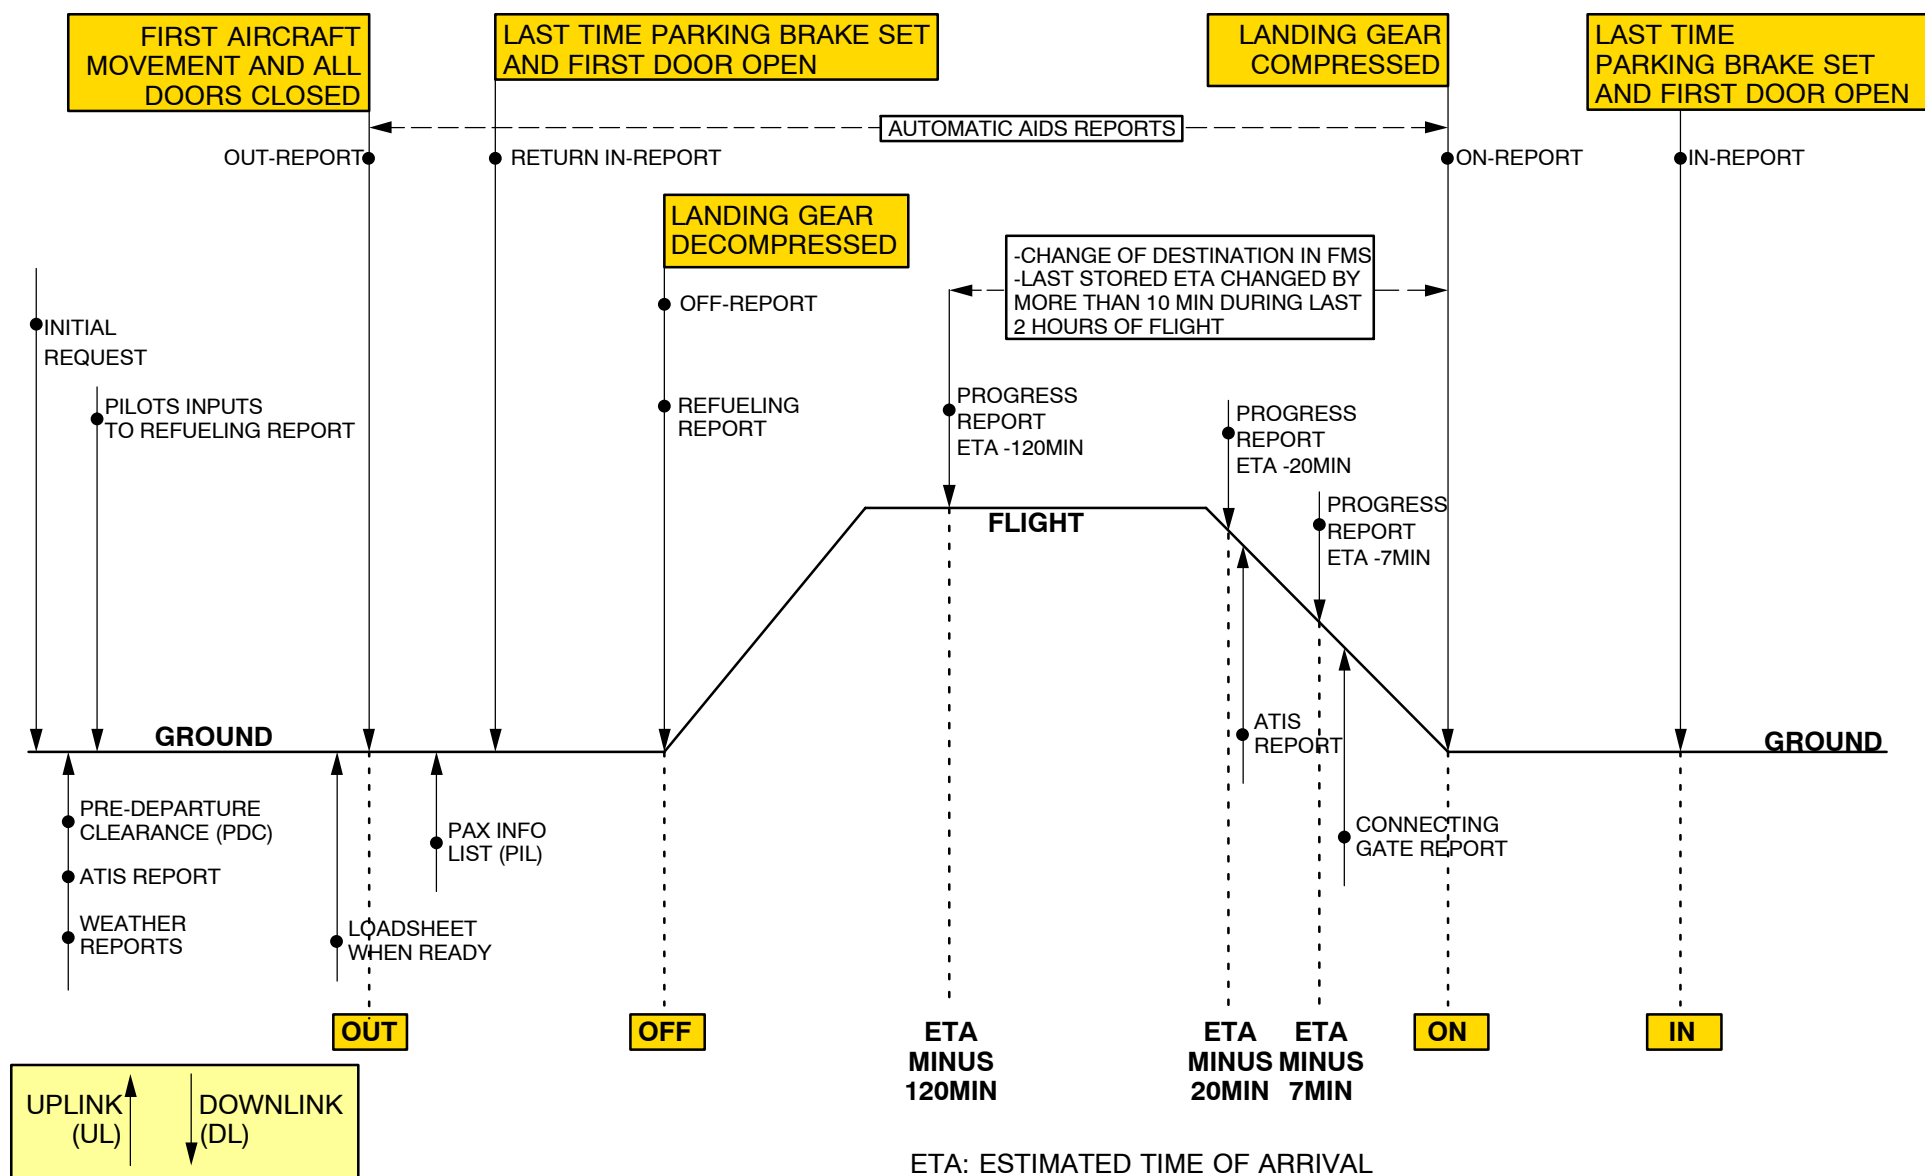 FIRST AIRCRAFT
MOVEMENT AND ALL
DOORS CLOSED
LAST TIME PARKING BRAKE SET
AND FIRST DOOR OPEN
LANDING GEAR
COMPRESSED
LAST TIME
PARKING BRAKE SET
AND FIRST DOOR OPEN
AUTOMATIC AIDS REPORTS
OUT-REPORT
RETURN IN-REPORT
ON-REPORT
IN-REPORT
LANDING GEAR
DECOMPRESSED
-CHANGE OF DESTINATION IN FMS
-LAST STORED ETA CHANGED BY
MORE THAN 10 MIN DURING LAST
2 HOURS OF FLIGHT
OFF-REPORT
INITIAL
REQUEST
PILOTS INPUTS
TO REFUELING REPORT
REFUELING
REPORT
PROGRESS
REPORT
ETA -120MIN
PROGRESS
REPORT
ETA -20MIN
PROGRESS
REPORT
ETA -7MIN
FLIGHT
GROUND
GROUND
ATIS
REPORT
PRE-DEPARTURE
CLEARANCE (PDC)
ATIS REPORT
WEATHER
REPORTS
PAX INFO
LIST (PIL)
LOADSHEET
WHEN READY
CONNECTING
GATE REPORT
OUT
OFF
ETA
MINUS
120MIN
ETA
MINUS
20MIN
ETA
MINUS
7MIN
ON
IN
UPLINK
(UL)
DOWNLINK
(DL)
ETA: ESTIMATED TIME OF ARRIVAL